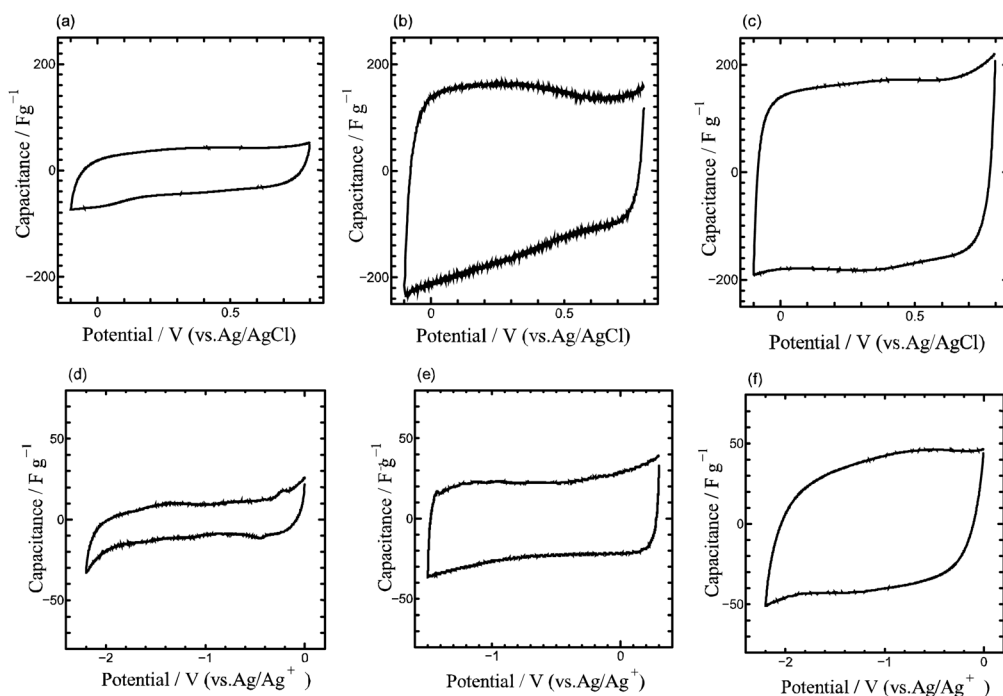 (a)
Capacitance / Fg−1
200
0
−200
0
0.5
Potential / V (vs.Ag/AgCl)
(b)
Capacitance / F g−1
200
0
−200
0
0.5
Potential / V (vs.Ag/AgCl)
(c)
Capacitance / F g−1
200
0
−200
0
0.5
Potential / V (vs.Ag/AgCl)
(d)
Capacitance / F g−1
50
0
−50
−2
−1
0
Potential / V (vs.Ag/Ag+)
(e)
Capacitance / F g−1
50
0
−50
−1
0
Potential / V (vs.Ag/Ag+)
(f)
Capacitance / F g−1
50
0
−50
−2
−1
0
Potential / V (vs.Ag/Ag+)